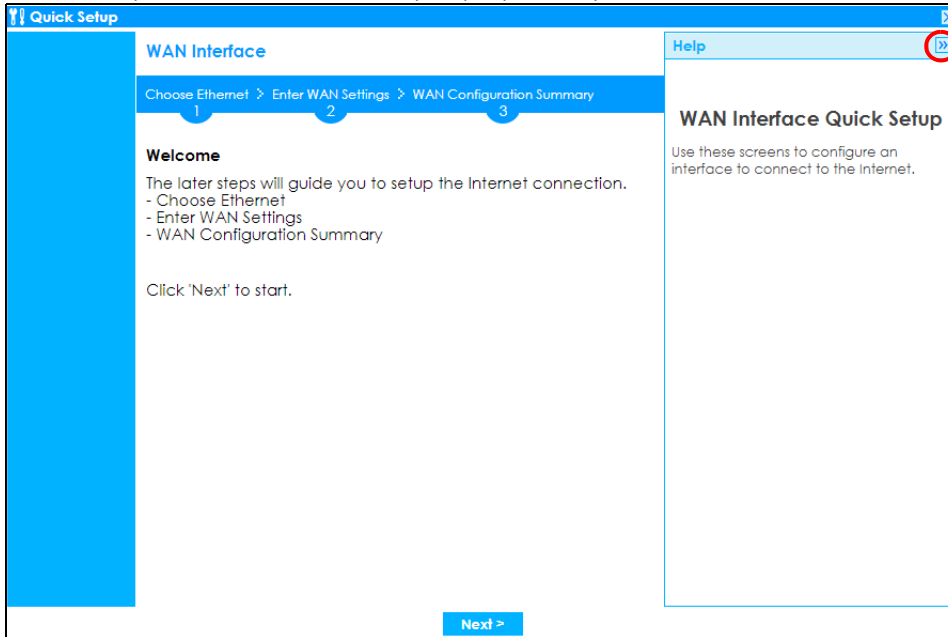 Quick Setup
WAN Interface
Choose Ethernet > Enter WAN Settings > WAN Configuration Summary
1 2 3
Welcome
The later steps will guide you to setup the Internet connection.
- Choose Ethernet
- Enter WAN Settings
- WAN Configuration Summary
Click 'Next' to start.
Help
»
WAN Interface Quick Setup
Use these screens to configure an
interface to connect to the Internet.
Next >